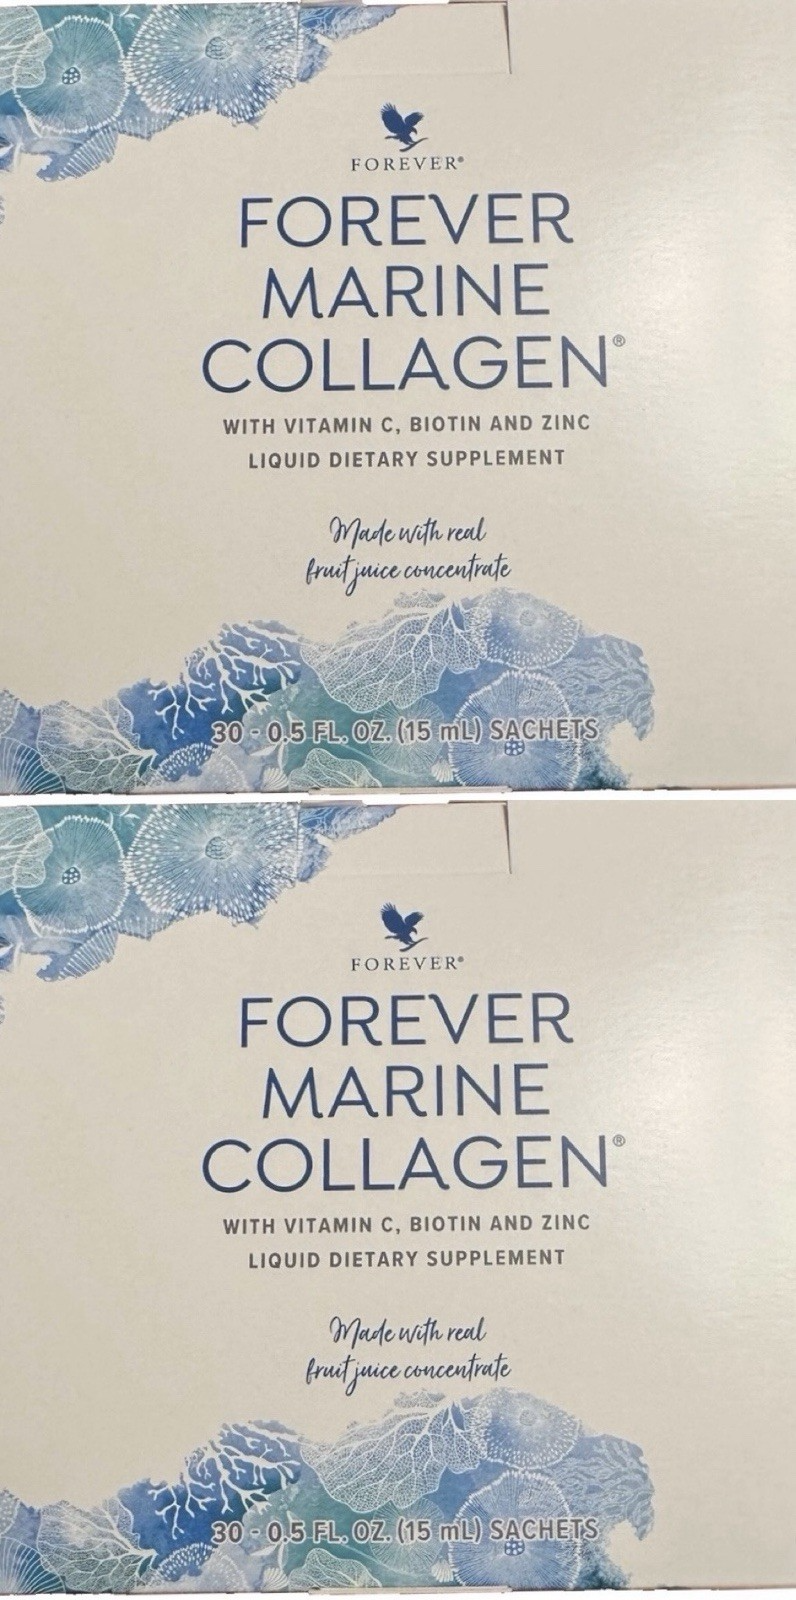 FOREVER®
FOREVER
MARINE
COLLAGEN®
WITH VITAMIN C, BIOTIN AND ZINC
LIQUID DIETARY SUPPLEMENT
Made with real
fruit juice concentrate
30 - 0.5 FL. OZ. (15 mL) SACHETS
FOREVER®
FOREVER
MARINE
COLLAGEN®
WITH VITAMIN C, BIOTIN AND ZINC
LIQUID DIETARY SUPPLEMENT
Made with real
fruit juice concentrate
30 - 0.5 FL. OZ. (15 mL) SACHETS